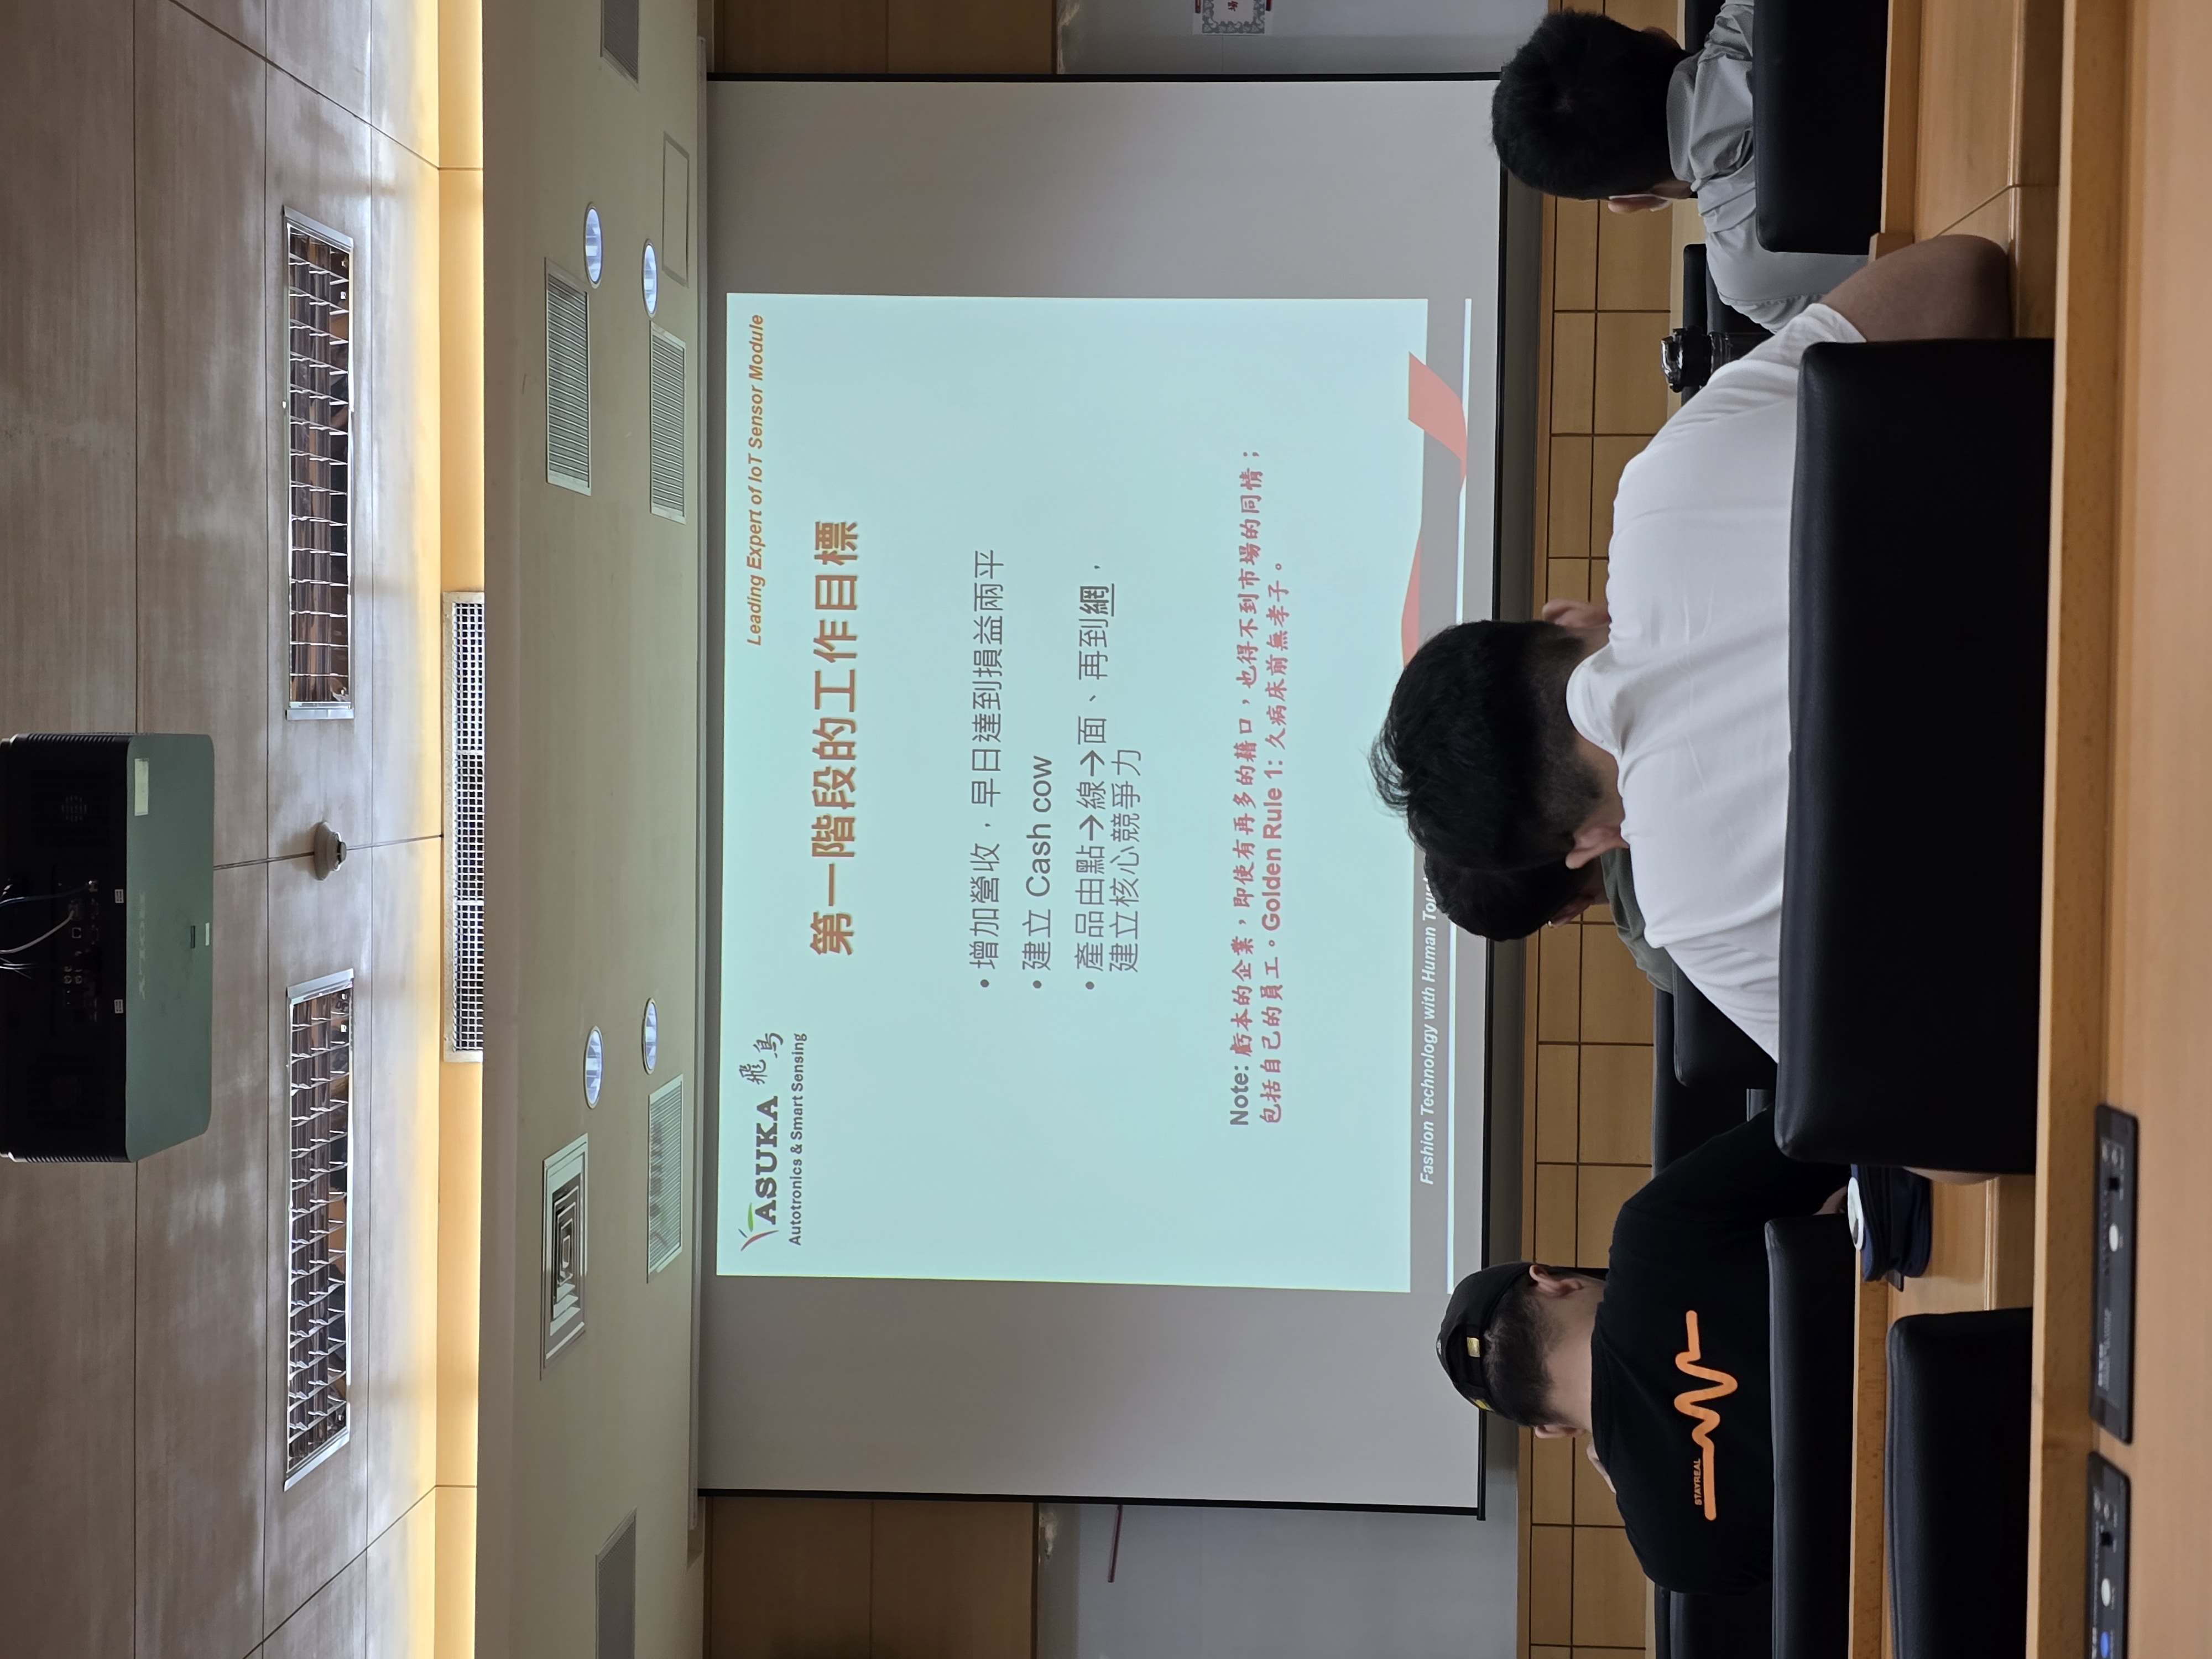 ROLY
ASUKA 飛鳥
Autotronics & Smart Sensing
Leading Expert of IoT Sensor Module
第一階段的工作目標
• 增加營收，早日達到損益兩平
• 建立 Cash cow
• 產品由點→線→面、再到網，
建立核心競爭力
Note: 虧本的企業，即使有再多的藉口，也得不到市場的同情；
包括自己的員工。Golden Rule 1: 久病床前無孝子。
Fashion Technology with Human
STAYREAL